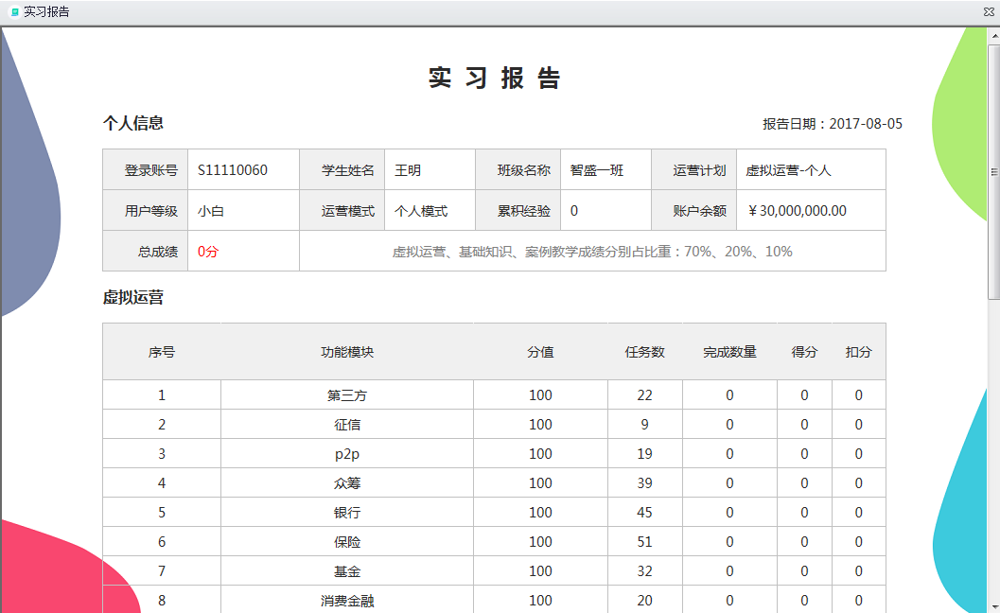 实习报告
实 习 报 告
个人信息
报告日期：2017-08-05
登录账号 S11110060 学生姓名 王明 班级名称 智盛一班 运营计划 虚拟运营-个人
用户等级 小白 运营模式 个人模式 累积经验 0 账户余额 ￥30,000,000.00
总成绩 0分 虚拟运营、基础知识、案例教学成绩分别占比重：70%、20%、10%
虚拟运营
序号 功能模块 分值 任务数 完成数量 得分 扣分
1 第三方 100 22 0 0 0
2 征信 100 9 0 0 0
3 p2p 100 19 0 0 0
4 众筹 100 39 0 0 0
5 银行 100 45 0 0 0
6 保险 100 51 0 0 0
7 基金 100 32 0 0 0
8 消费金融 100 20 0 0 0